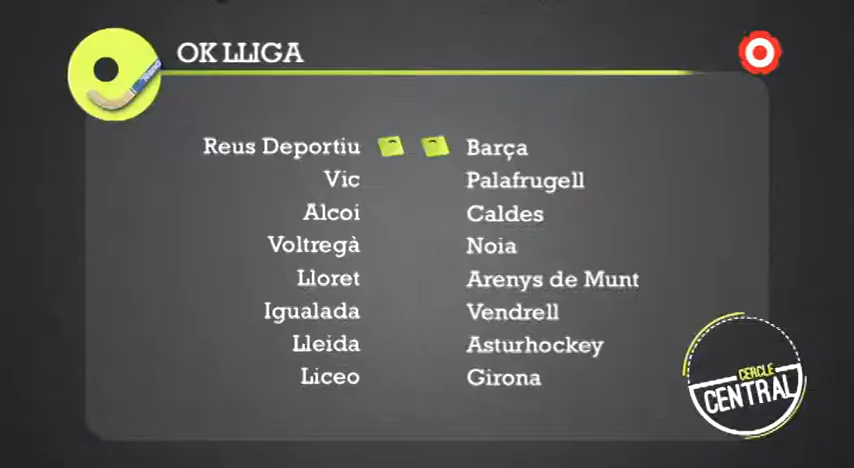 OK LLIGA
Reus Deportiu Barça
Vic Palafrugell
Alcoi Caldes
Voltregà Noia
Lloret Arenys de Munt
Igualada Vendrell
Lleida Asturhockey
Liceo Girona
CERCLE
CENTRAL